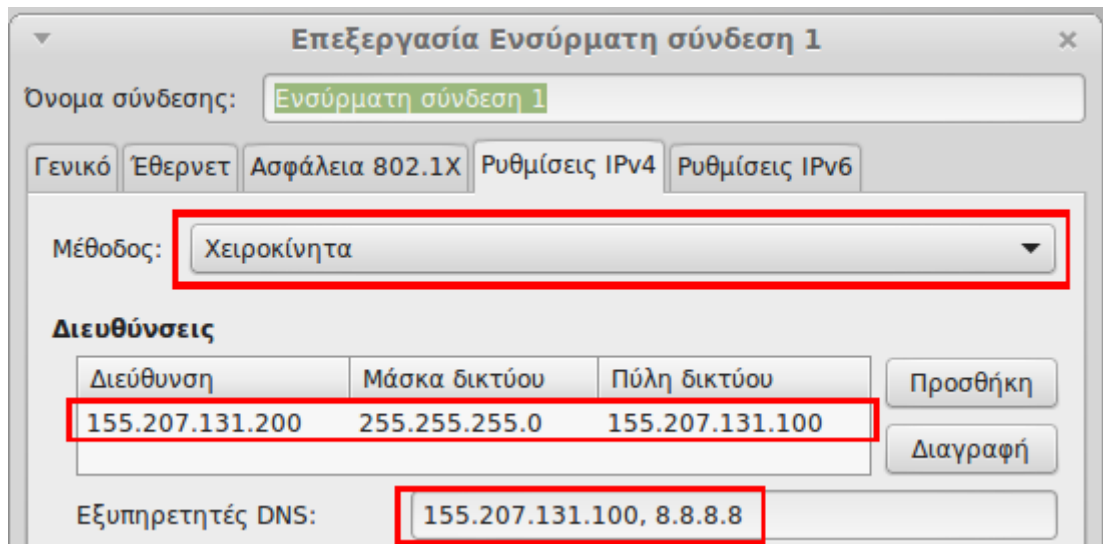 Επεξεργασία Ενσύρματη σύνδεση 1
Όνομα σύνδεσης: Ενσύρματη σύνδεση 1
Γενικό Έθερνετ Ασφάλεια 802.1X Ρυθμίσεις IPv4 Ρυθμίσεις IPv6
Μέθοδος: Χειροκίνητα
Διευθύνσεις
Διεύθυνση Μάσκα δικτύου Πύλη δικτύου Προσθήκη
155.207.131.200 255.255.255.0 155.207.131.100
Διαγραφή
Εξυπηρετητές DNS: 155.207.131.100, 8.8.8.8